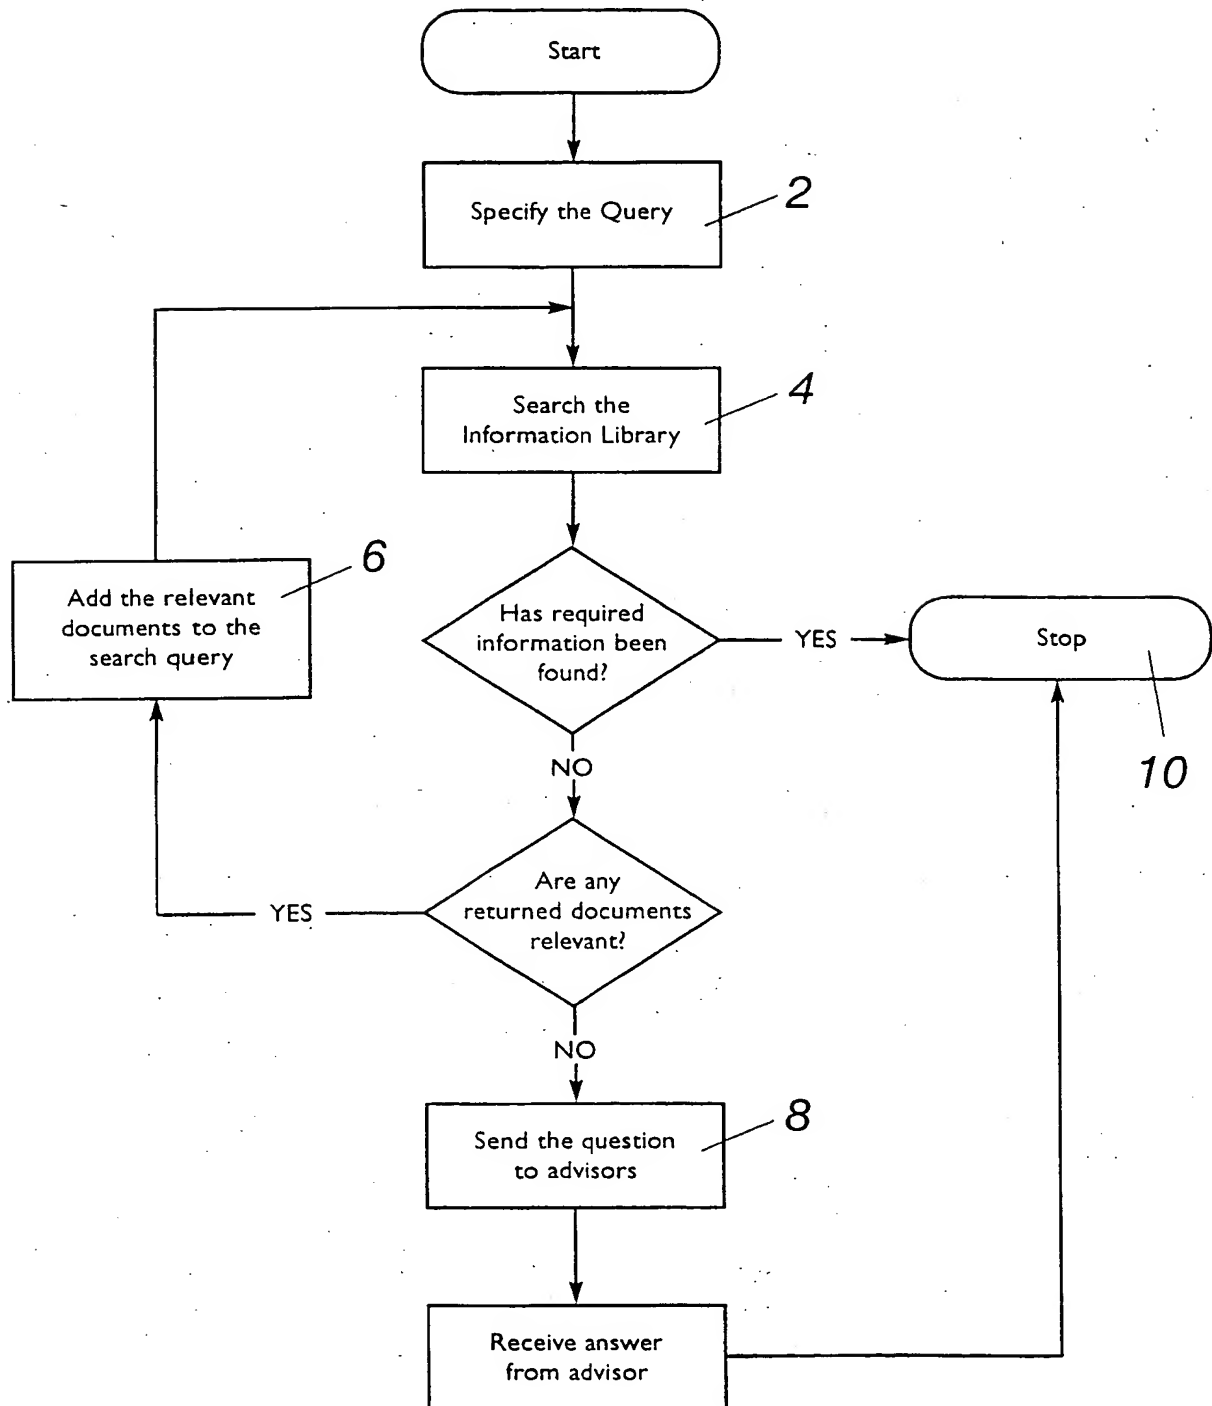 Start
Specify the Query
2
Search the
Information Library
4
Add the relevant
documents to the
search query
6
Has required
information been
found?
YES
Stop
10
NO
Are any
returned documents
relevant?
YES
NO
Send the question
to advisors
8
Receive answer
from advisor